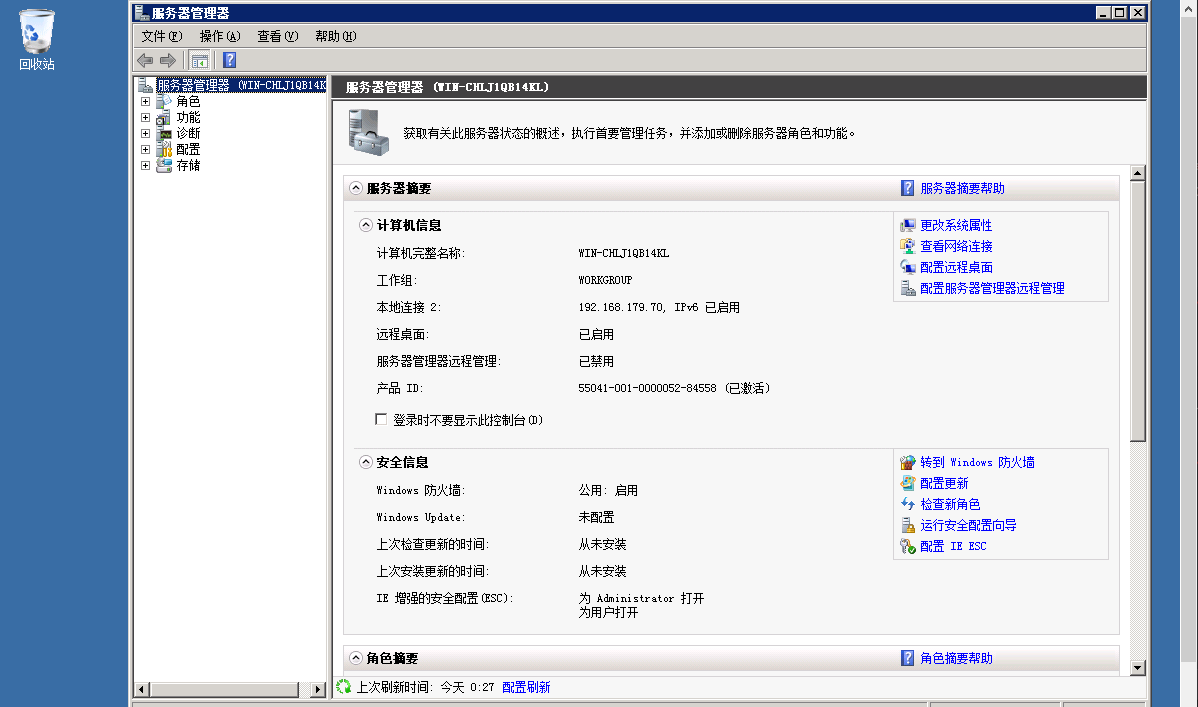 回收站
服务器管理器
文件(F) 操作(A) 查看(V) 帮助(H)
服务器管理器 (WIN-CHLJ1QB14K
角色
功能
诊断
配置
存储
服务器管理器 (WIN-CHLJ1QB14KL)
获取有关此服务器状态的概述，执行首要管理任务，并添加或删除服务器角色和功能。
服务器摘要
服务器摘要帮助
计算机信息
计算机完整名称: WIN-CHLJ1QB14KL
工作组: WORKGROUP
本地连接 2: 192.168.179.70, IPv6 已启用
远程桌面: 已启用
服务器管理器远程管理: 已禁用
产品 ID: 55041-001-0000052-84558 (已激活)
登录时不要显示此控制台(D)
更改系统属性
查看网络连接
配置远程桌面
配置服务器管理器远程管理
安全信息
Windows 防火墙: 公用: 启用
Windows Update: 未配置
上次检查更新的时间: 从未安装
上次安装更新的时间: 从未安装
IE 增强的安全配置(ESC): 为 Administrator 打开
为用户打开
转到 Windows 防火墙
配置更新
检查新角色
运行安全配置向导
配置 IE ESC
角色摘要
角色摘要帮助
上次刷新时间: 今天 0:27 配置刷新